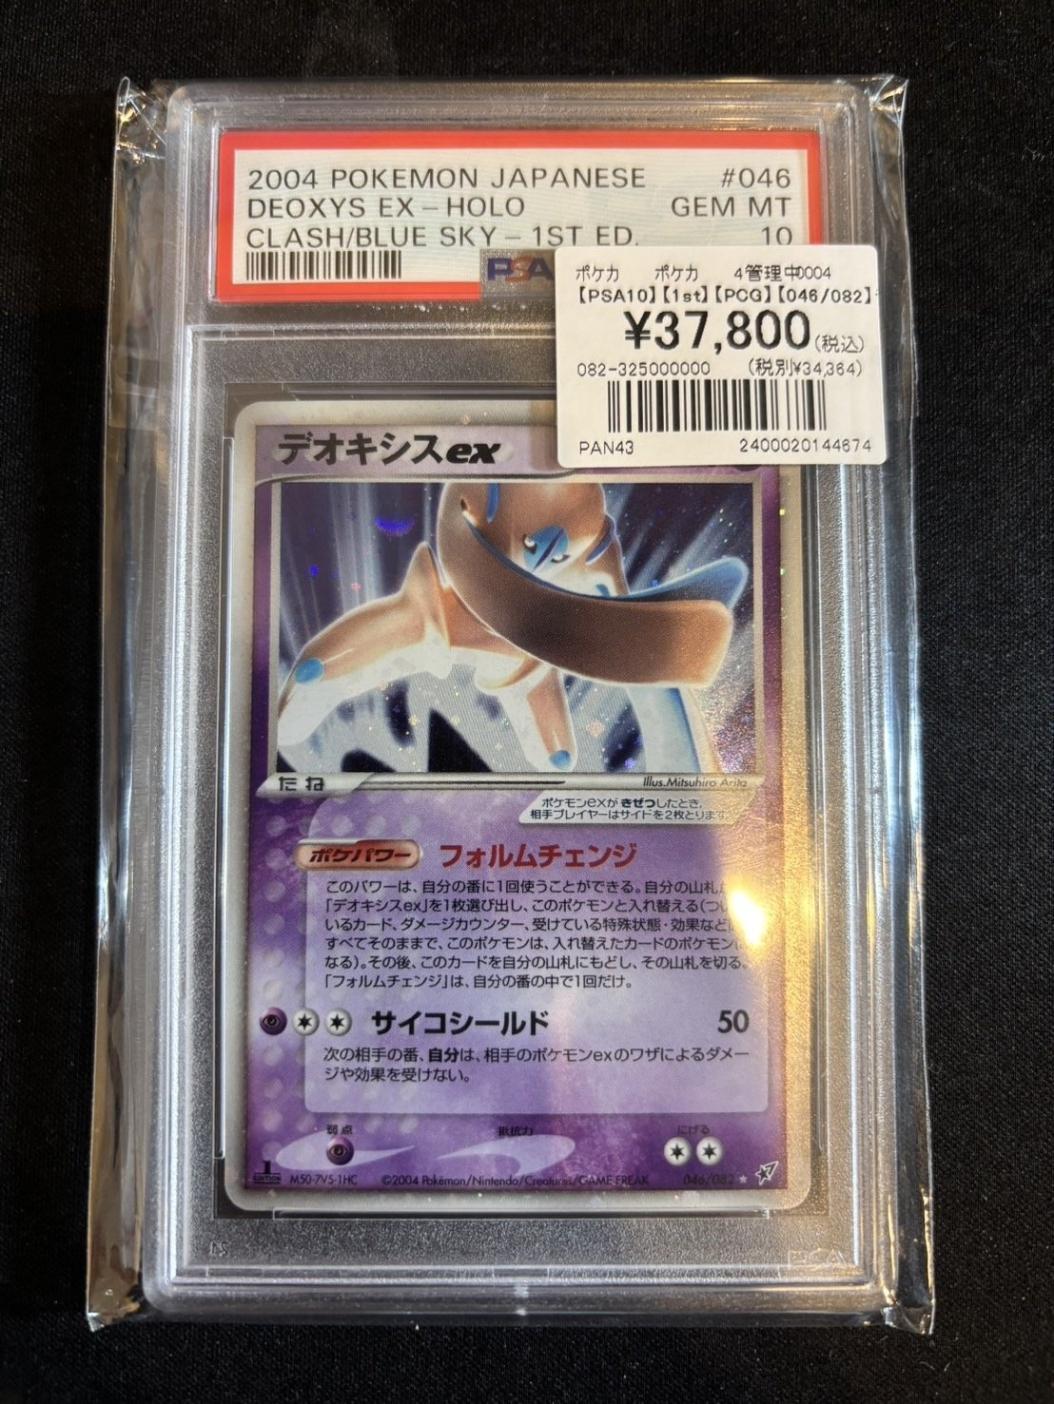 2004 POKEMON JAPANESE #046
DEOXYS EX-HOLO GEM MT
CLASH/BLUE SKY-1ST ED. 10
PSA
ポケカ ポケカ 4管理中0004
【PSA10】【1st】【PCG】【046/082】
¥37,800(税込)
082-325000000 (税別¥34,364)
PAN43 2400020144674
デオキシスex
たね
Illus.Mitsuhiro Arita
ポケモンexが きぜつしたとき、
相手プレイヤーはサイドを2枚とります。
ポケパワー フォルムチェンジ
このパワーは、自分の番に1回使うことができる。自分の山札
「デオキシスex」を1枚選び出し、このポケモンと入れ替える(つい
いるカード、ダメージカウンター、受けている特殊状態・効果など
すべてそのままで、このポケモンは、入れ替えたカードのポケモン
なる)。その後、このカードを自分の山札にもどし、その山札を切る。
「フォルムチェンジ」は、自分の番の中で1回だけ。
サイコシールド 50
次の相手の番、自分は、相手のポケモンexのワザによるダメー
ジや効果を受けない。
弱点 抵抗力 にげる
1 EDITION M50-7V5-1HC ©2004 Pokémon/Nintendo/Creatures/GAME FREAK 046/082 ★
PSA